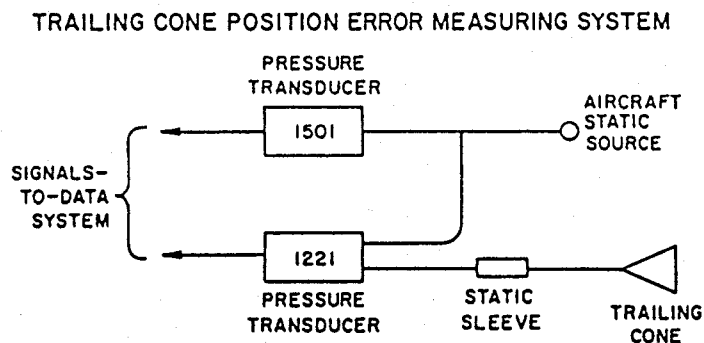 TRAILING CONE POSITION ERROR MEASURING SYSTEM
PRESSURE
TRANSDUCER
1501
AIRCRAFT
STATIC
SOURCE
SIGNALS-
TO-DATA
SYSTEM
1221
PRESSURE
TRANSDUCER
STATIC
SLEEVE
TRAILING
CONE